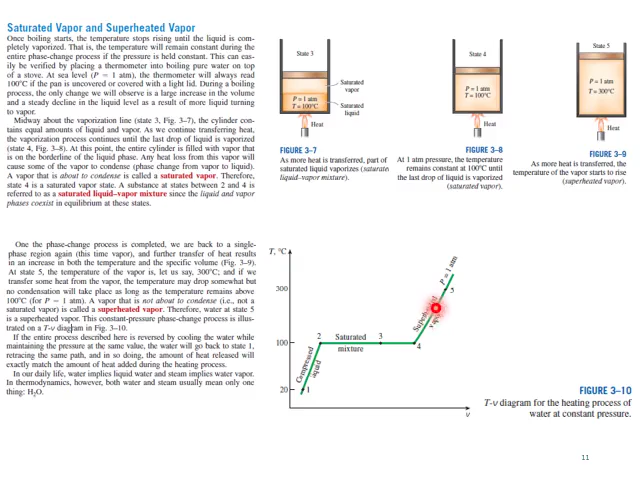 Saturated Vapor and Superheated Vapor
Once boiling starts, the temperature stops rising until the liquid is com-
pletely vaporized. That is, the temperature will remain constant during the
entire phase-change process if the pressure is held constant. This can eas-
ily be verified by placing a thermometer into boiling pure water on top
of a stove. At sea level (P = 1 atm), the thermometer will always read
100°C if the pan is uncovered or covered with a light lid. During a boiling
process, the only change we will observe is a large increase in the volume
and a steady decline in the liquid level as a result of more liquid turning
to vapor.
Midway about the vaporization line (state 3, Fig. 3–7), the cylinder con-
tains equal amounts of liquid and vapor. As we continue transferring heat,
the vaporization process continues until the last drop of liquid is vaporized
(state 4, Fig. 3–8). At this point, the entire cylinder is filled with vapor that
is on the borderline of the liquid phase. Any heat loss from this vapor will
cause some of the vapor to condense (phase change from vapor to liquid).
A vapor that is about to condense is called a saturated vapor. Therefore,
state 4 is a saturated vapor state. A substance at states between 2 and 4 is
referred to as a saturated liquid–vapor mixture since the liquid and vapor
phases coexist in equilibrium at these states.
State 3
P = 1 atm
T = 100°C
Saturated
vapor
Saturated
liquid
Heat
FIGURE 3–7
As more heat is transferred, part of
saturated liquid vaporizes (saturate
liquid–vapor mixture).
State 4
P = 1 atm
T = 100°C
Heat
FIGURE 3–8
At 1 atm pressure, the temperature
remains constant at 100°C until
the last drop of liquid is vaporized
(saturated vapor).
State 5
P = 1 atm
T = 300°C
Heat
FIGURE 3–9
As more heat is transferred, the
temperature of the vapor starts to rise
(superheated vapor).
One the phase-change process is completed, we are back to a single-
phase region again (this time vapor), and further transfer of heat results
in an increase in both the temperature and the specific volume (Fig. 3–9).
At state 5, the temperature of the vapor is, let us say, 300°C; and if we
transfer some heat from the vapor, the temperature may drop somewhat but
no condensation will take place as long as the temperature remains above
100°C (for P = 1 atm). A vapor that is not about to condense (i.e., not a
saturated vapor) is called a superheated vapor. Therefore, water at state 5
is a superheated vapor. This constant-pressure phase-change process is illus-
trated on a T-v diagram in Fig. 3–10.
If the entire process described here is reversed by cooling the water while
maintaining the pressure at the same value, the water will go back to state 1,
retracing the same path, and in so doing, the amount of heat released will
exactly match the amount of heat added during the heating process.
In our daily life, water implies liquid water and steam implies water vapor.
In thermodynamics, however, both water and steam usually mean only one
thing: H₂O.
T, °C
300
100
20
1
2
3
4
5
Compressed
liquid
Saturated
mixture
P = 1 atm
v
FIGURE 3–10
T-v diagram for the heating process of
water at constant pressure.
11